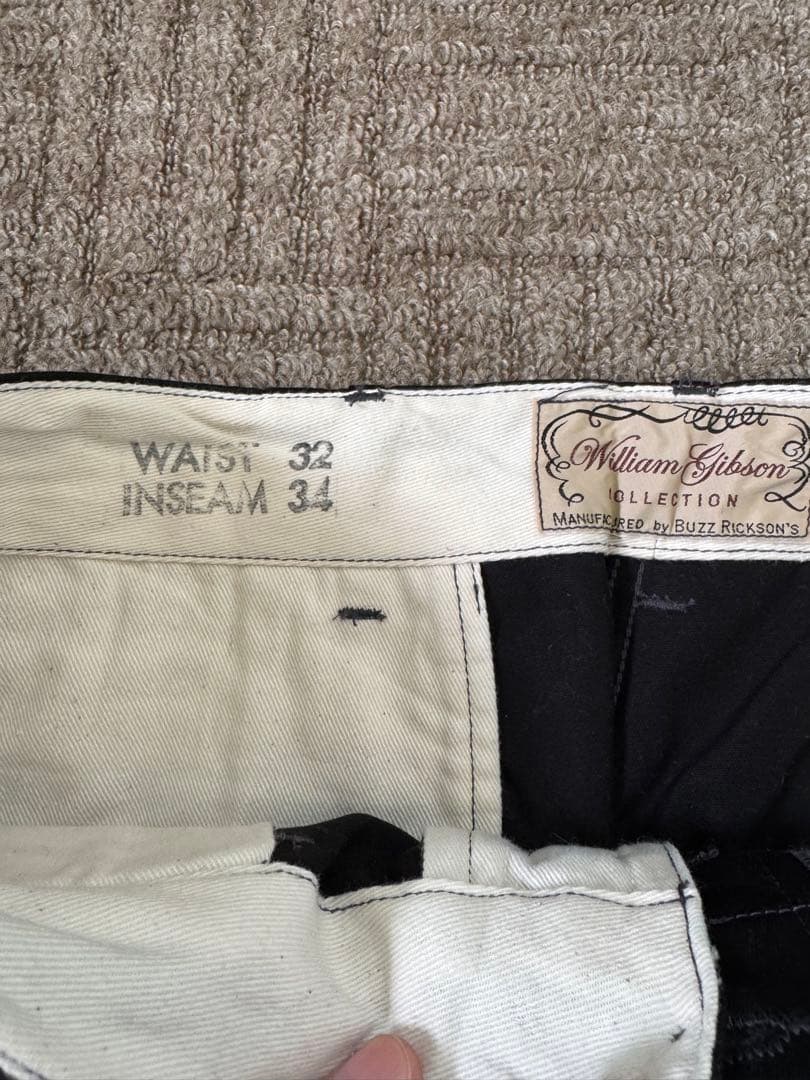 WAIST 32
INSEAM 34
William Gibson
COLLECTION
MANUFACTURED by BUZZ RICKSON'S